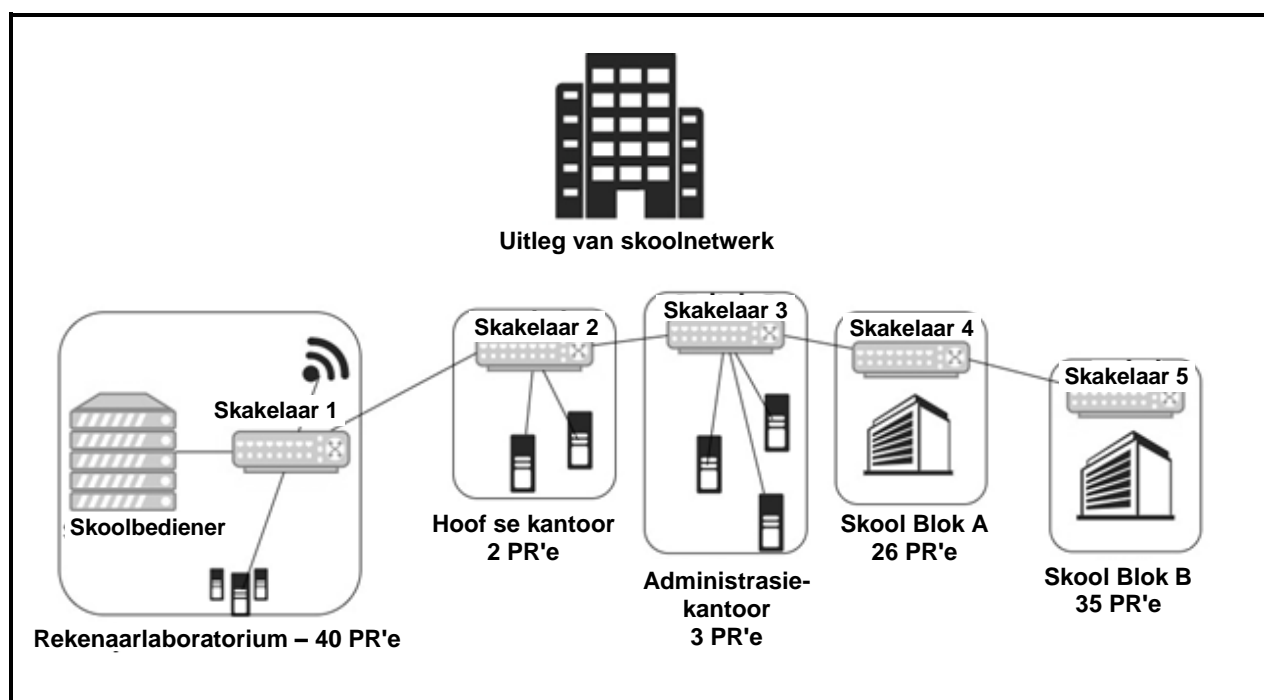 Uitleg van skoolnetwerk
Skakelaar 1
Skoolbediener
Rekenaarlaboratorium – 40 PR'e
Skakelaar 2
Hoof se kantoor
2 PR'e
Skakelaar 3
Administrasie-
kantoor
3 PR'e
Skakelaar 4
Skool Blok A
26 PR'e
Skakelaar 5
Skool Blok B
35 PR'e